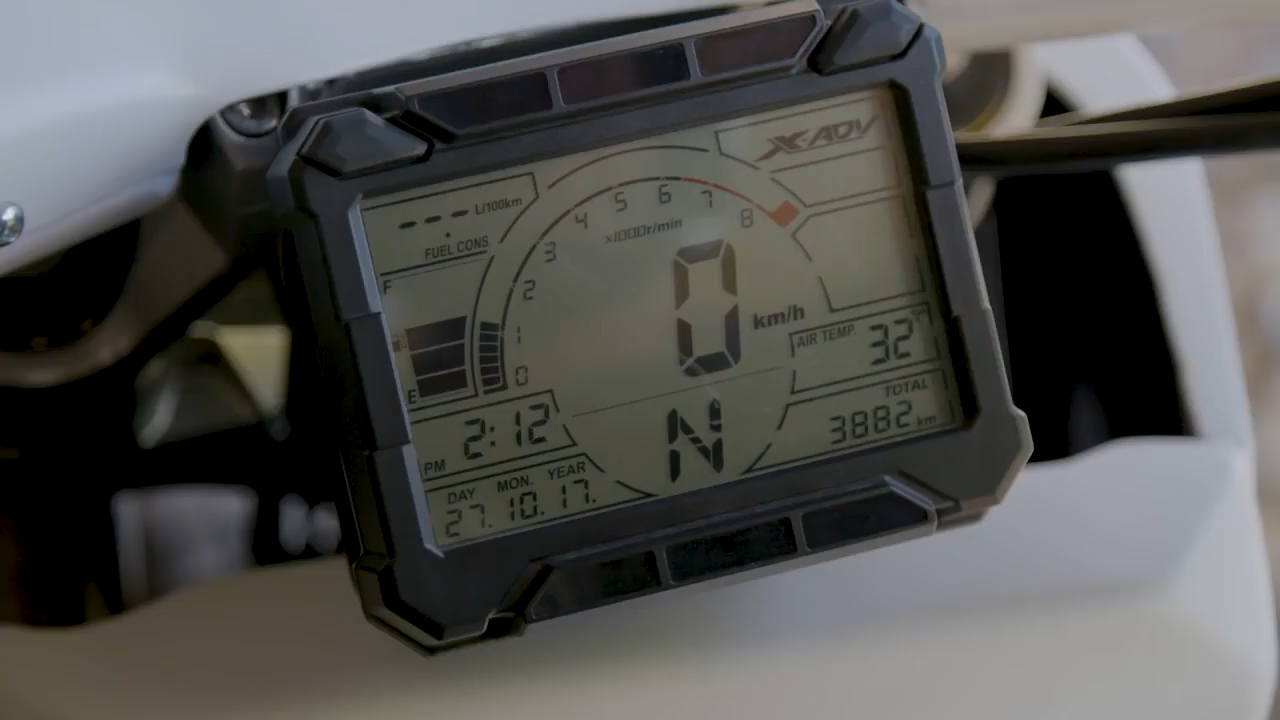 X-ADV
--- L/100km
FUEL CONS.
F
E
0
1
2
3
4
5
6
7
8
×1000r/min
0 km/h
AIR TEMP.
32°
TOTAL
3882 km
N
PM 2:12
DAY MON. YEAR
27.10.17.